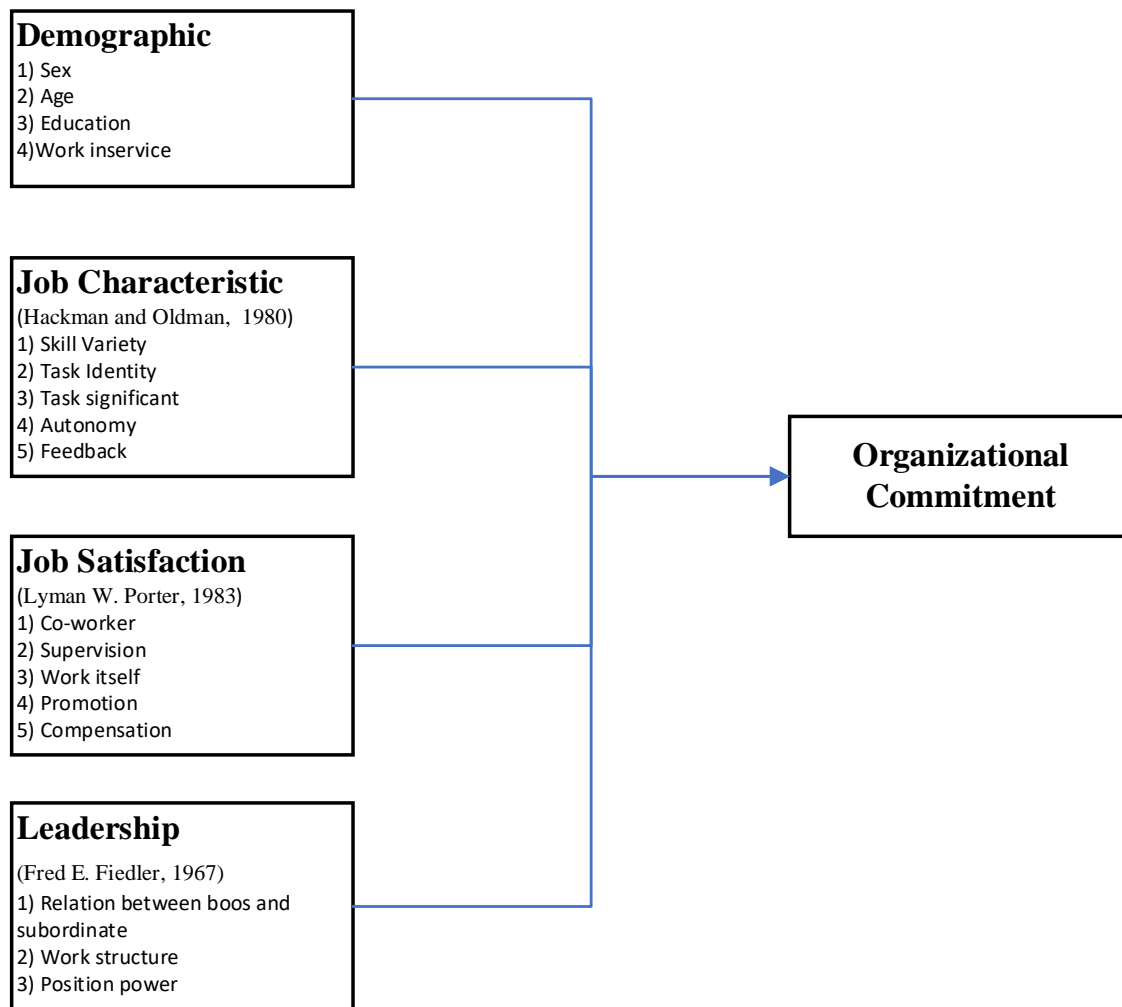 Demographic
1) Sex
2) Age
3) Education
4)Work inservice
Job Characteristic
(Hackman and Oldman, 1980)
1) Skill Variety
2) Task Identity
3) Task significant
4) Autonomy
5) Feedback
Organizational
Commitment
Job Satisfaction
(Lyman W. Porter, 1983)
1) Co-worker
2) Supervision
3) Work itself
4) Promotion
5) Compensation
Leadership
(Fred E. Fiedler, 1967)
1) Relation between boos and
subordinate
2) Work structure
3) Position power